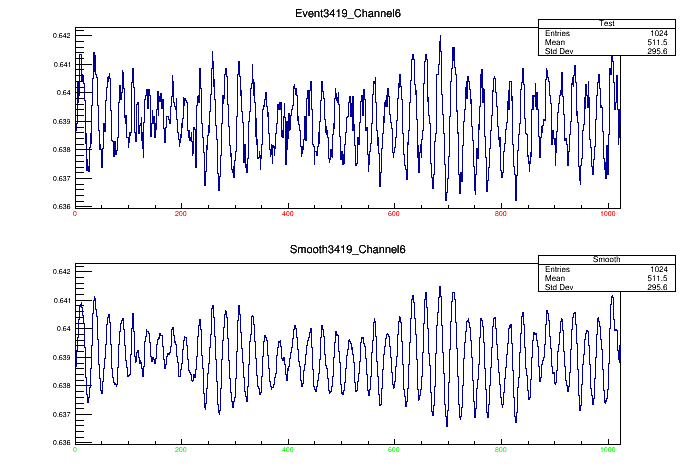 Event3419_Channel6
Test
Entries 1024
Mean 511.5
Std Dev 295.6
0.642
0.641
0.64
0.639
0.638
0.637
0.636
0 200 400 600 800 1000
Smooth3419_Channel6
Smooth
Entries 1024
Mean 511.5
Std Dev 295.6
0.642
0.641
0.64
0.639
0.638
0.637
0.636
0 200 400 600 800 1000